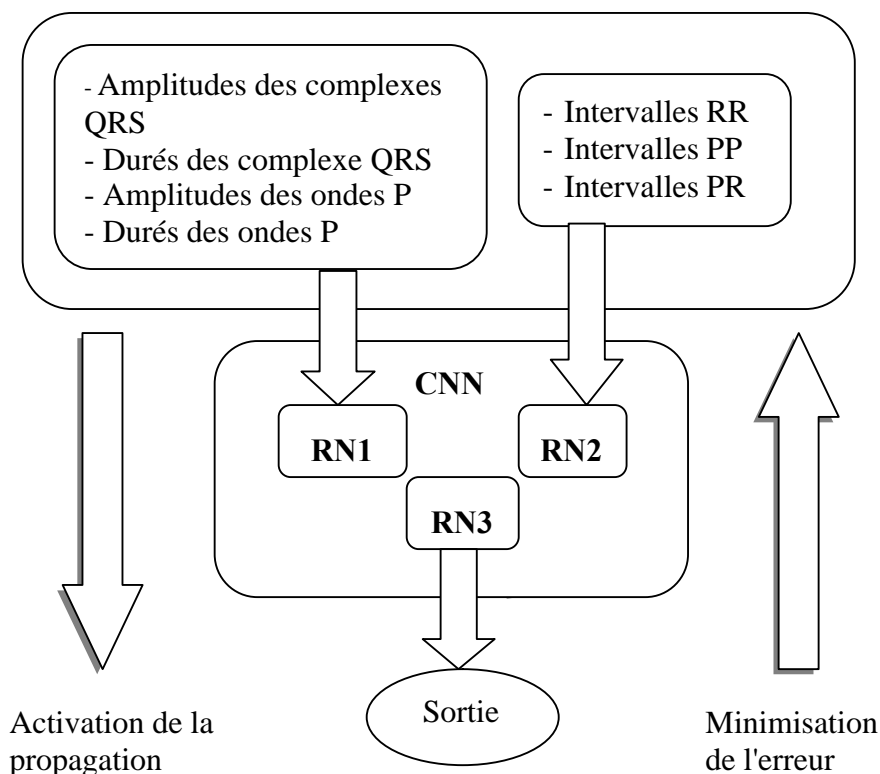 - Amplitudes des complexes
QRS
- Durés des complexe QRS
- Amplitudes des ondes P
- Durés des ondes P
- Intervalles RR
- Intervalles PP
- Intervalles PR
CNN
RN1
RN2
RN3
Sortie
Activation de la
propagation
Minimisation
de l'erreur